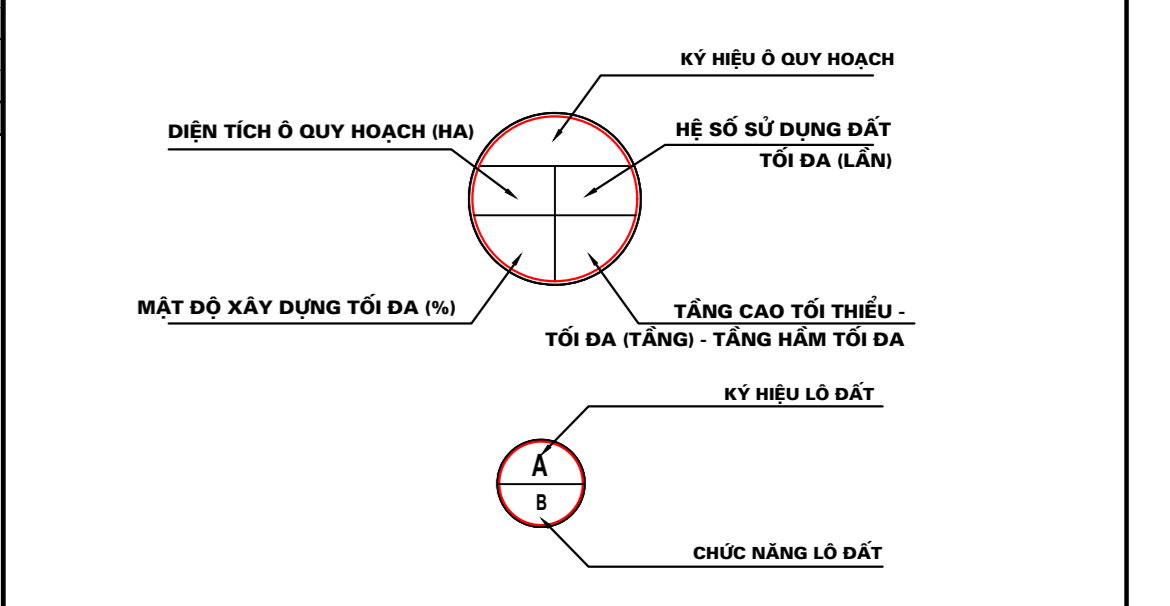 KÝ HIỆU Ô QUY HOẠCH
DIỆN TÍCH Ô QUY HOẠCH (HA)
HỆ SỐ SỬ DỤNG ĐẤT
TỐI ĐA (LẦN)
MẬT ĐỘ XÂY DỰNG TỐI ĐA (%)
TẦNG CAO TỐI THIỂU -
TỐI ĐA (TẦNG) - TẦNG HẦM TỐI ĐA
KÝ HIỆU LÔ ĐẤT
A
B
CHỨC NĂNG LÔ ĐẤT